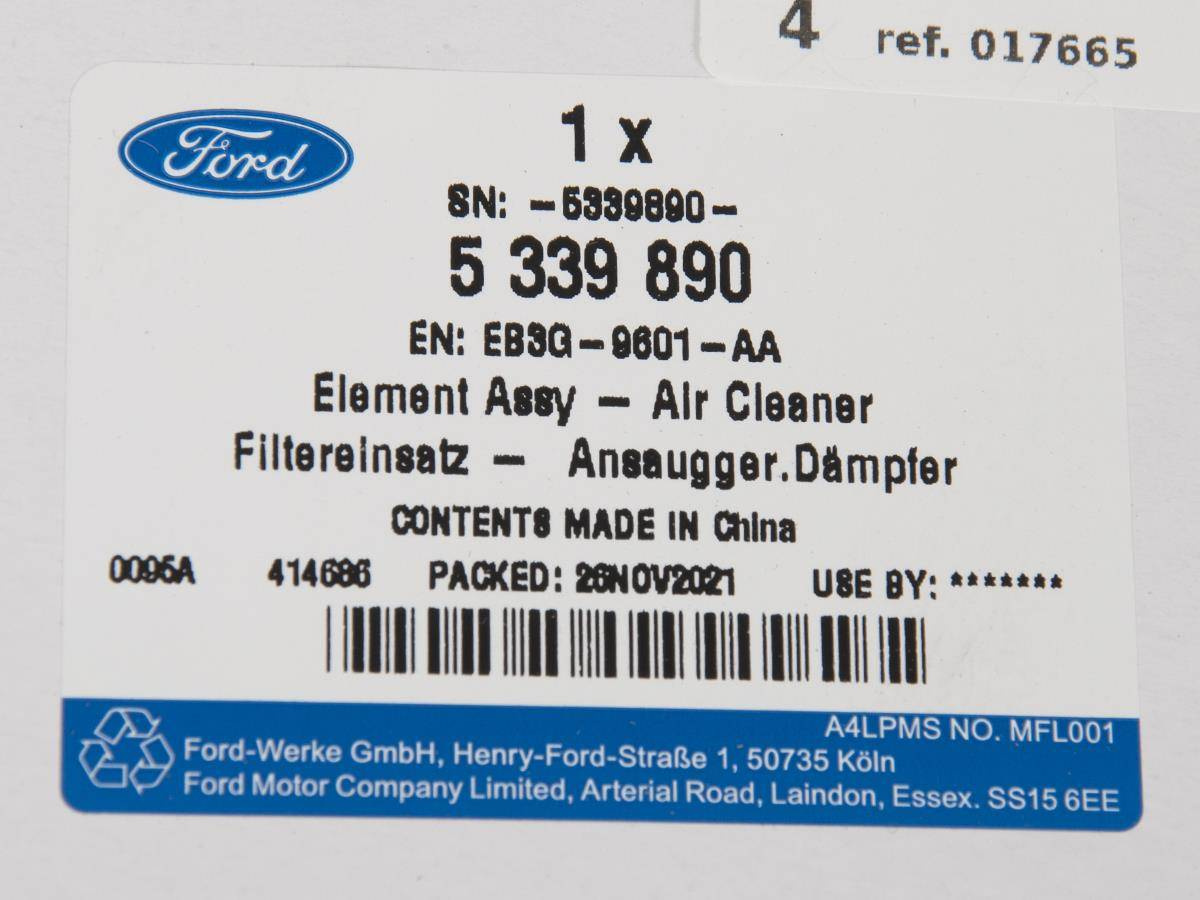 4 ref. 017665
Ford
1 x
SN: -5339890-
5 339 890
EN: EB3G-9601-AA
Element Assy - Air Cleaner
Filtereinsatz - Ansaugger.Dämpfer
CONTENTS MADE IN China
0095A 414686 PACKED: 26NOV2021 USE BY: *******
A4LPMS NO. MFL001
Ford-Werke GmbH, Henry-Ford-Straße 1, 50735 Köln
Ford Motor Company Limited, Arterial Road, Laindon, Essex. SS15 6EE